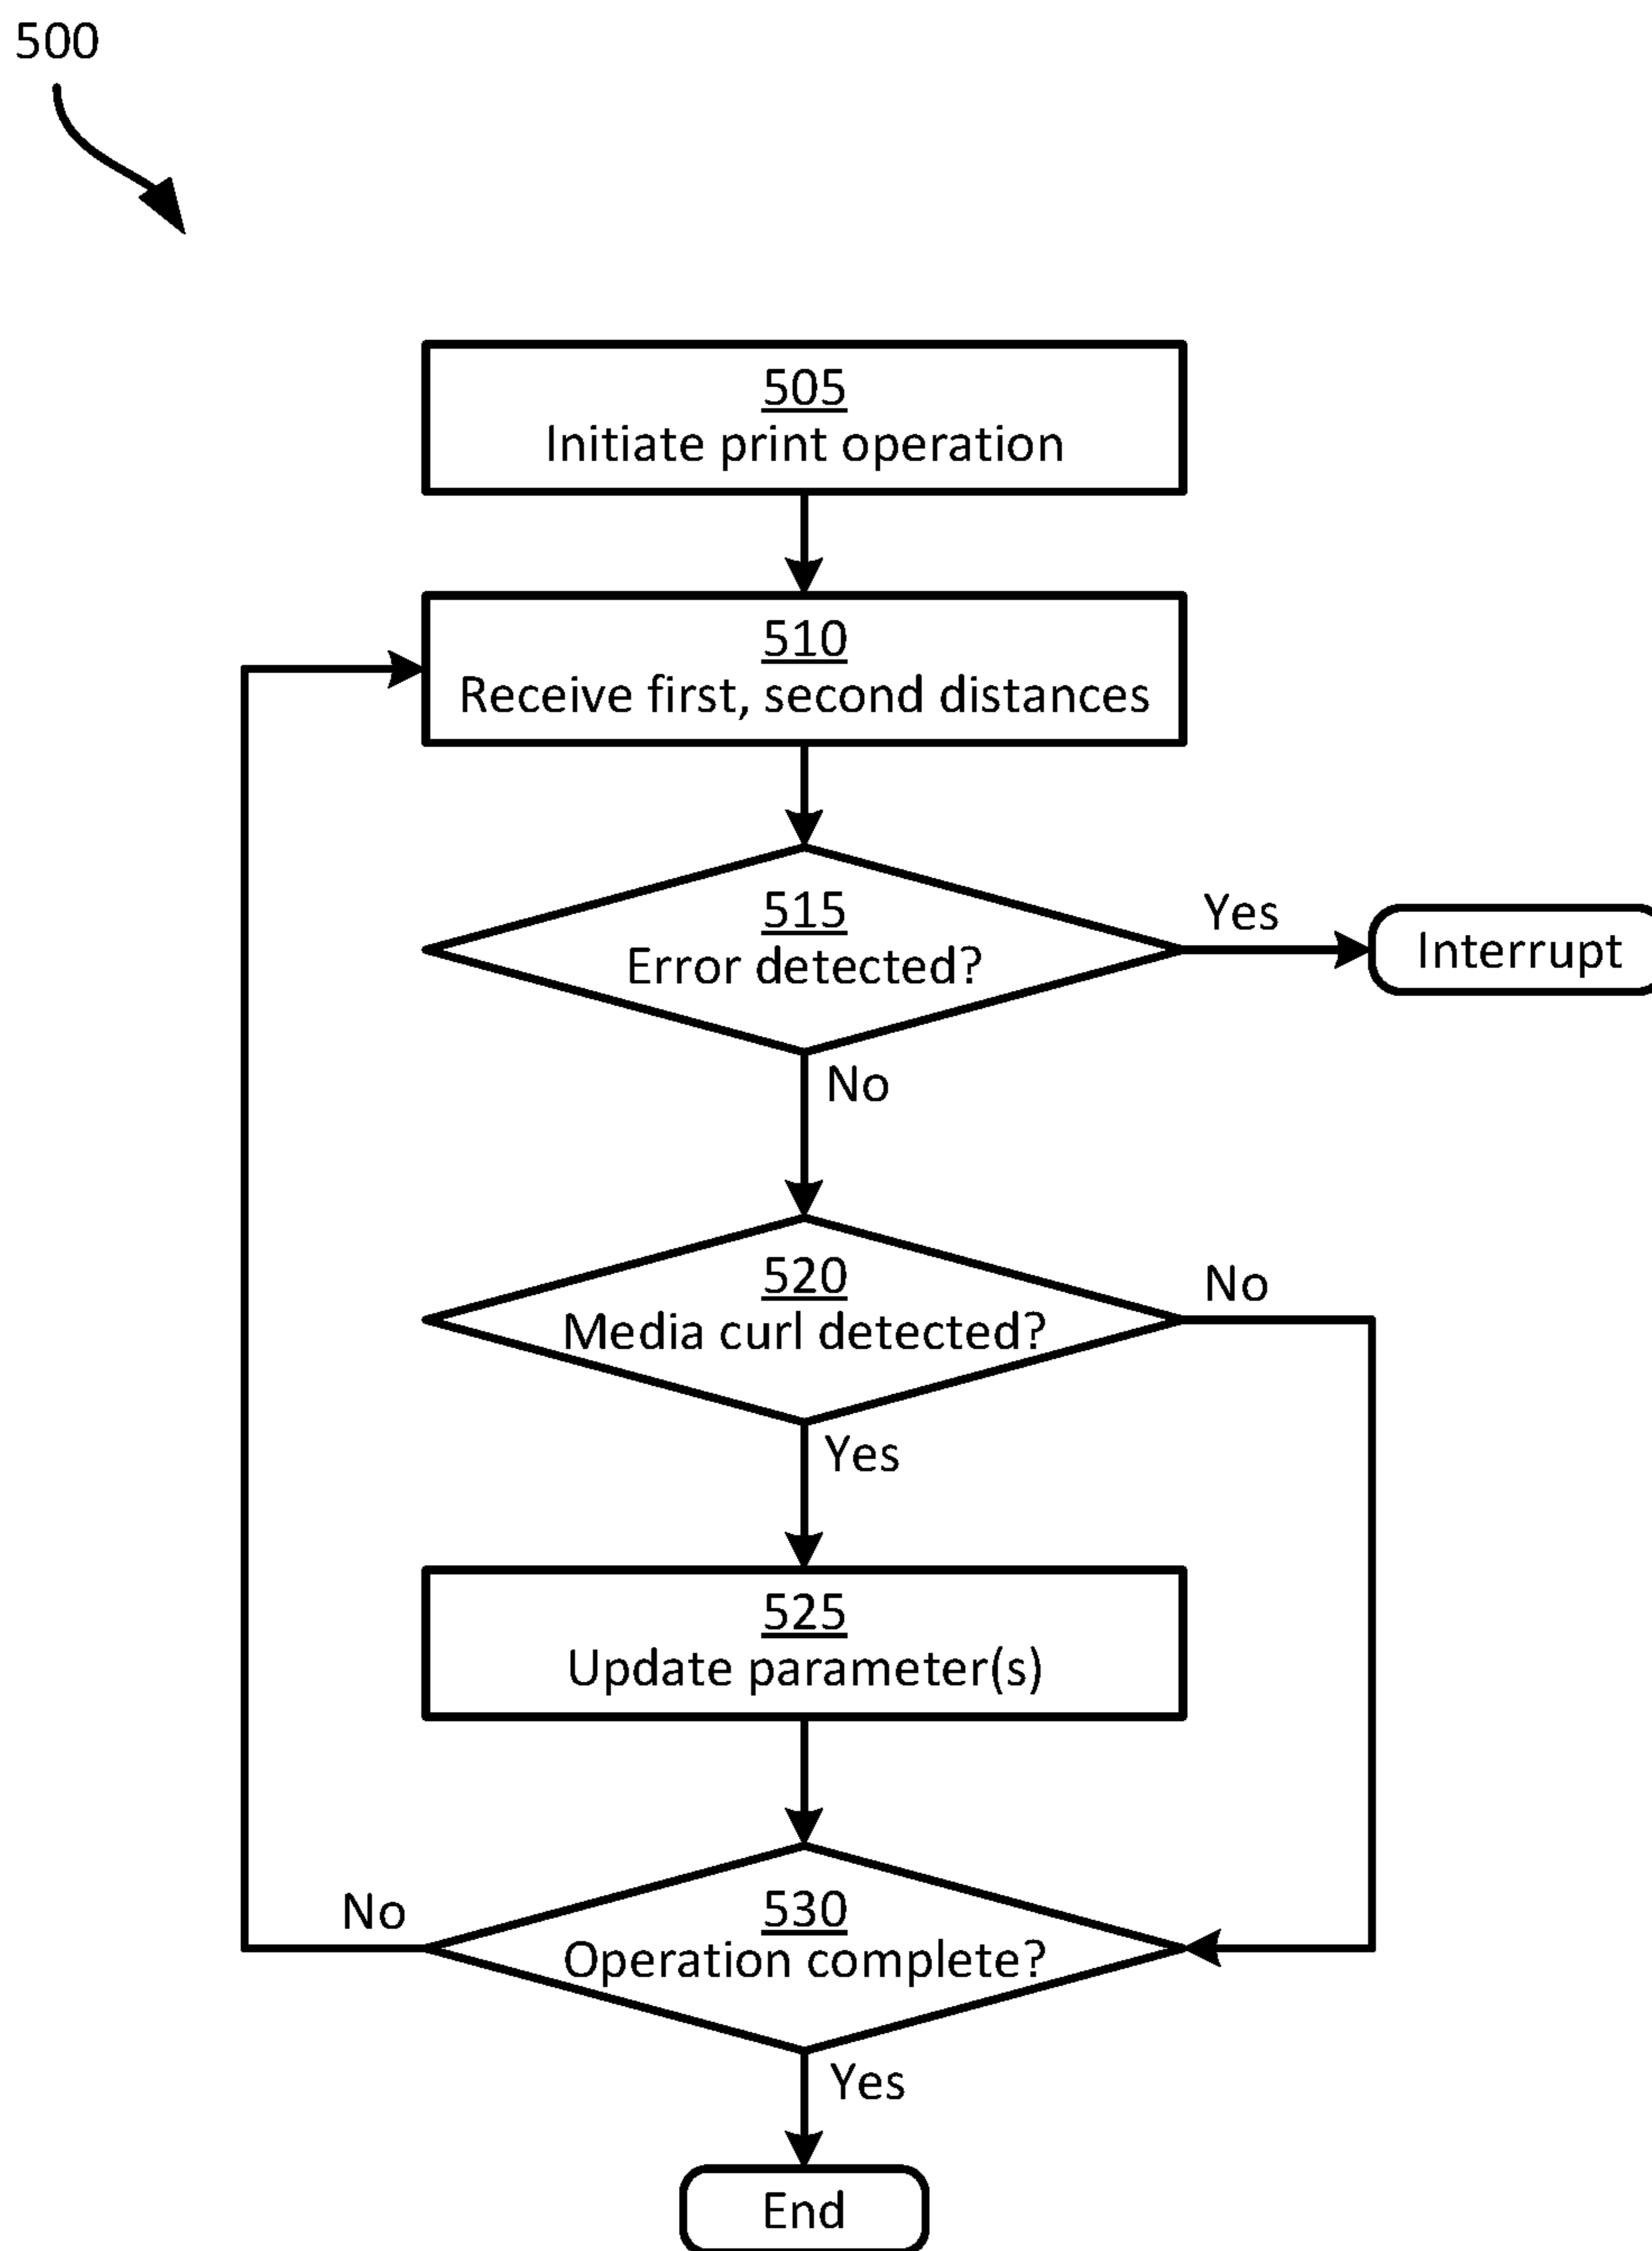 500
505
Initiate print operation
510
Receive first, second distances
515
Error detected?
Yes
Interrupt
No
520
Media curl detected?
No
Yes
525
Update parameter(s)
No
530
Operation complete?
Yes
End